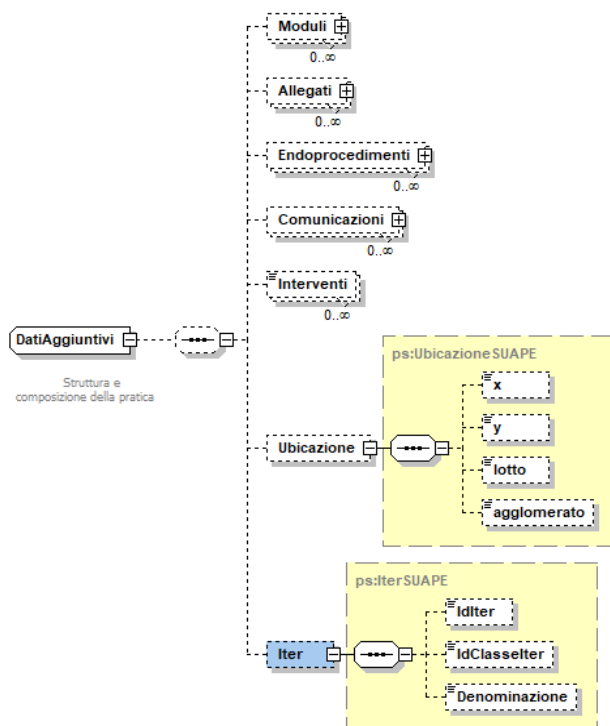 Moduli
0..∞
Allegati
0..∞
Endoprocedimenti
0..∞
Comunicazioni
0..∞
Interventi
0..∞
DatiAggiuntivi
Struttura e
composizione della pratica
ps:UbicazioneSUAPE
Ubicazione
x
y
lotto
agglomerato
ps:IterSUAPE
Iter
IdIter
IdClasseIter
Denominazione